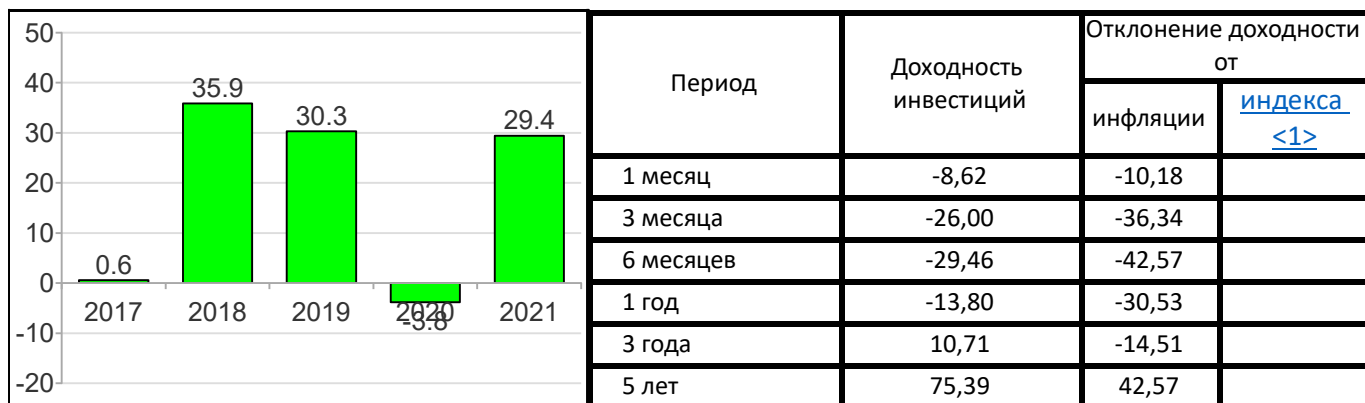 50
40
30
20
10
0
-10
-20
0.6
35.9
30.3
-3.8
29.4
2017
2018
2019
2020
2021
Период
Доходность
инвестиций
Отклонение доходности
от
инфляции
индекса
<1>
1 месяц -8,62 -10,18
3 месяца -26,00 -36,34
6 месяцев -29,46 -42,57
1 год -13,80 -30,53
3 года 10,71 -14,51
5 лет 75,39 42,57